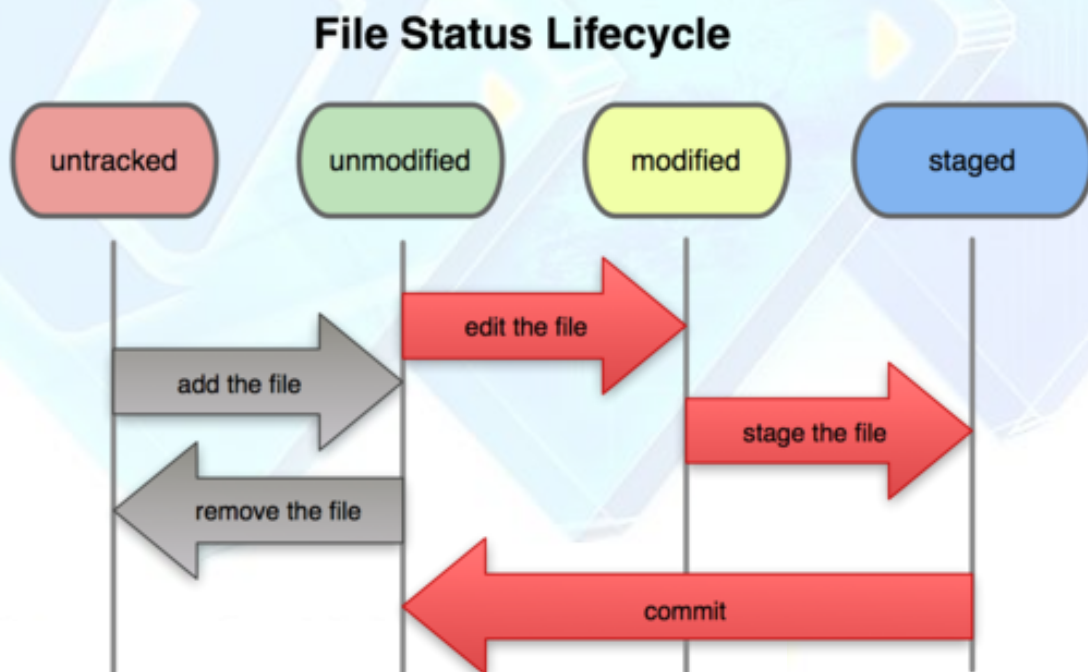 File Status Lifecycle
untracked
unmodified
modified
staged
edit the file
add the file
stage the file
remove the file
commit